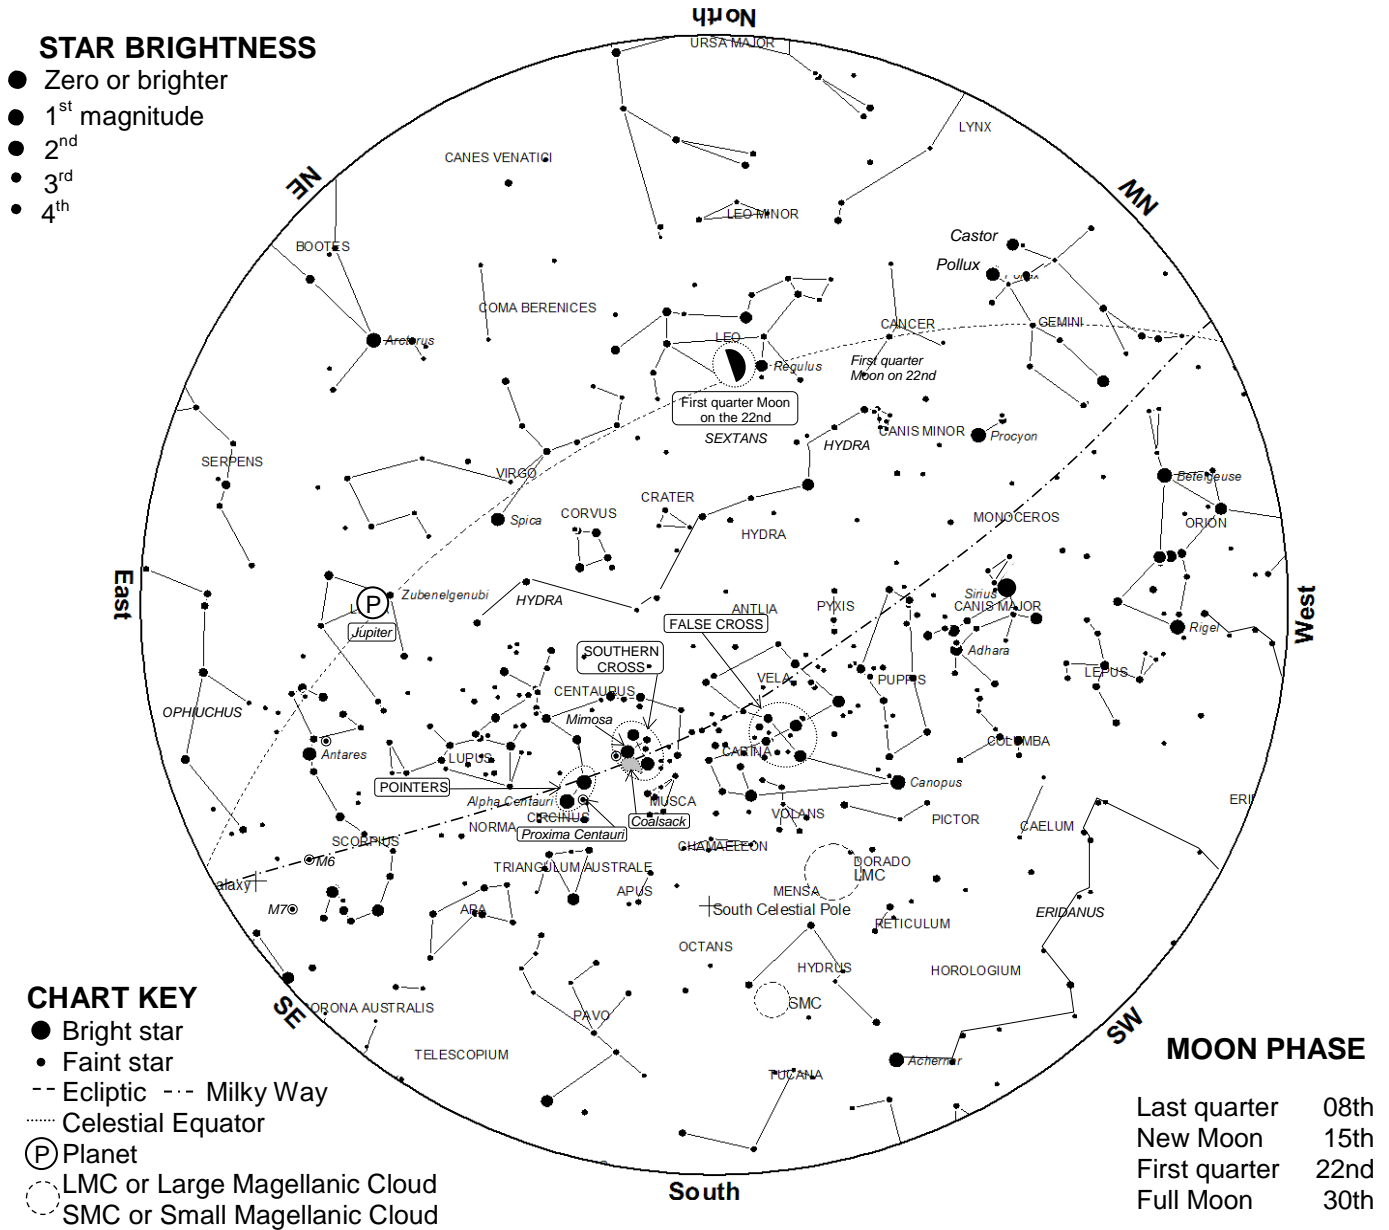 North
STAR BRIGHTNESS
Zero or brighter
1st magnitude
2nd
3rd
4th
URSA MAJOR
LYNX
CANES VENATICI
NE
NW
LEO MINOR
BOOTES
Castor
Pollux
COMA BERENICES
CANCER
GEMINI
LEO
Arcturus
Regulus
First quarter
Moon on 22nd
First quarter Moon
on the 22nd
SEXTANS
HYDRA
CANIS MINOR
Procyon
SERPENS
VIRGO
Betelgeuse
CRATER
CORVUS
Spica
MONOCEROS
ORION
HYDRA
East
Zubenelgenubi
HYDRA
Sirius
CANIS MAJOR
West
ANTLIA
PYXIS
FALSE CROSS
Jupiter
Rigel
SOUTHERN
CROSS
Adhara
LEPUS
VELA
PUPPIS
CENTAURUS
OPHIUCHUS
Mimosa
COLUMBA
Antares
LUPUS
CARINA
Canopus
POINTERS
Alpha Centauri
MUSCA
ERI
CIRCINUS
Coalsack
VOLANS
PICTOR
NORMA
Proxima Centauri
CAELUM
SCORPIUS
CHAMAELEON
M6
TRIANGULUM AUSTRALE
DORADO
LMC
alaxy
APUS
MENSA
M7
ARA
South Celestial Pole
ERIDANUS
RETICULUM
OCTANS
HYDRUS
HOROLOGIUM
CHART KEY
Bright star
Faint star
Ecliptic
Milky Way
Celestial Equator
Planet
P
LMC or Large Magellanic Cloud
SMC or Small Magellanic Cloud
SE
ORONA AUSTRALIS
PAVO
SMC
SW
TELESCOPIUM
Achernar
TUCANA
South
MOON PHASE
Last quarter 08th
New Moon 15th
First quarter 22nd
Full Moon 30th
P